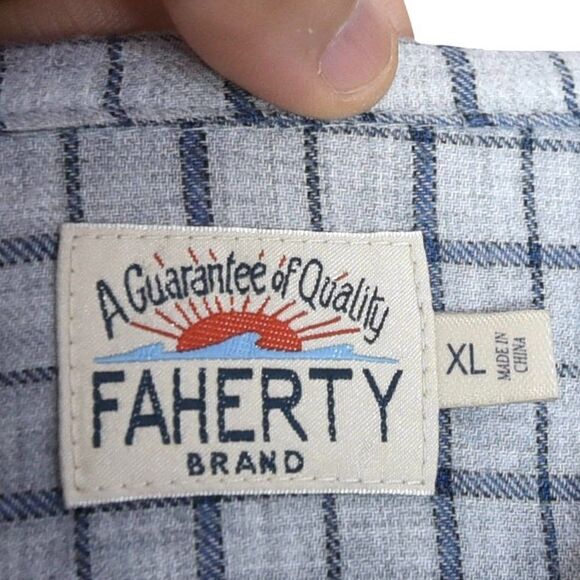 A Guarantee of Quality
FAHERTY
BRAND
XL
MADE IN
CHINA